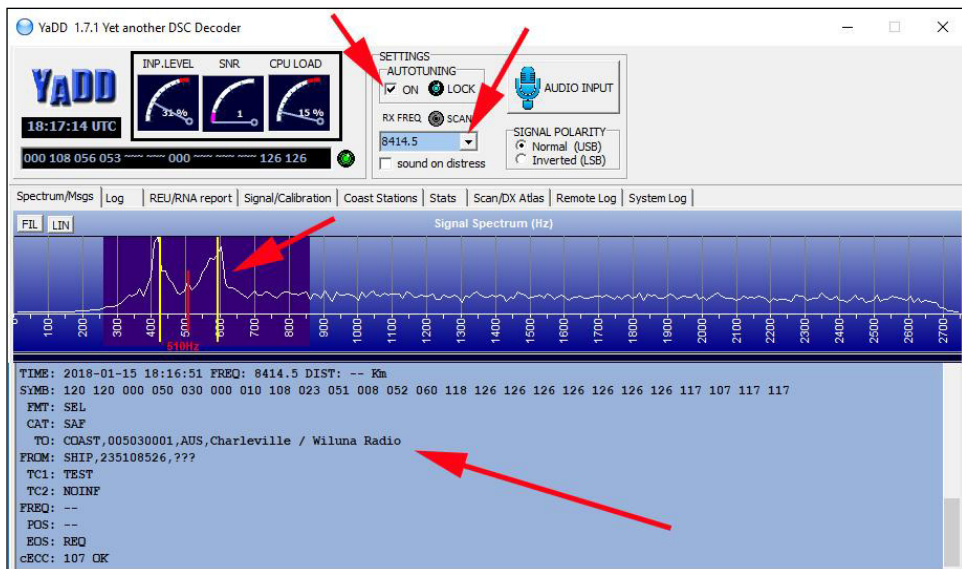 YaDD 1.7.1 Yet another DSC Decoder
INP.LEVEL SNR CPU LOAD
YADD
31 % 1 15 %
18:17:14 UTC
000 108 056 053 ~~ ~~ 000 ~~ ~~ ~~ 126 126
SETTINGS
AUTOTUNING
ON LOCK
RX FREQ SCAN
8414.5
sound on distress
AUDIO INPUT
SIGNAL POLARITY
Normal (USB)
Inverted (LSB)
Spectrum/Msgs Log REU/RNA report Signal/Calibration Coast Stations Stats Scan/DX Atlas Remote Log System Log
FIL LIN Signal Spectrum (Hz)
100 200 300 400 500 600 700 800 900 1000 1100 1200 1300 1400 1500 1600 1700 1800 1900 2000 2100 2200 2300 2400 2500 2600 2700
510Hz
TIME: 2018-01-15 18:16:51 FREQ: 8414.5 DIST: -- Km
SYMB: 120 120 000 050 030 000 010 108 023 051 008 052 060 118 126 126 126 126 126 126 126 126 117 107 117 117
FMT: SEL
CAT: SAF
TO: COAST,005030001,AUS,Charleville / Wiluna Radio
FROM: SHIP,235108526,???
TC1: TEST
TC2: NOINF
FREQ: --
POS: --
EOS: REQ
cECC: 107 OK